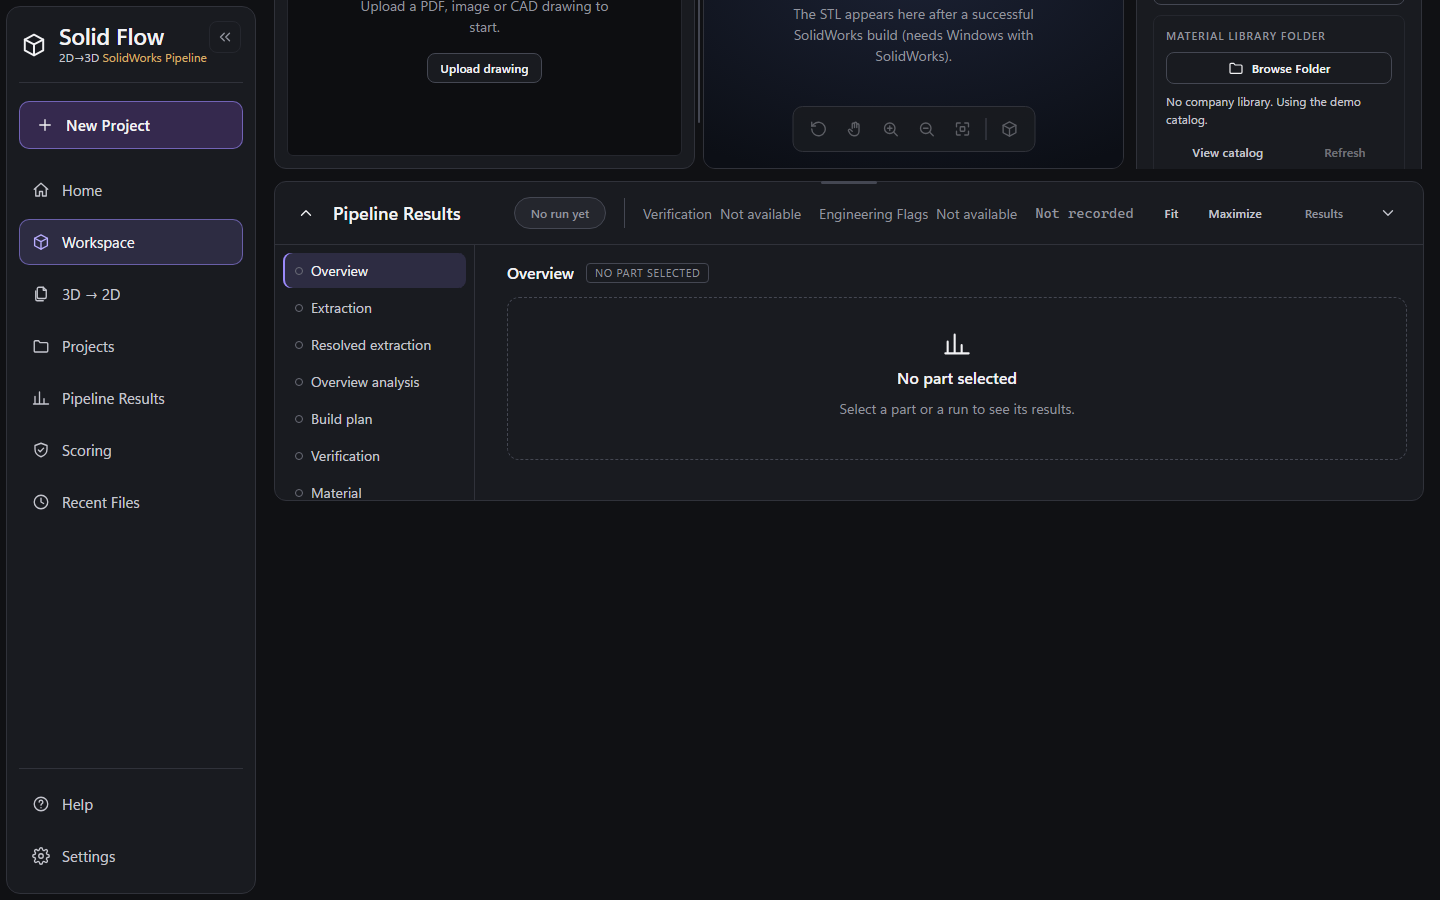 Solid Flow
2D→3D SolidWorks Pipeline
New Project
Home
Workspace
3D → 2D
Projects
Pipeline Results
Scoring
Recent Files
Help
Settings
Upload a PDF, image or CAD drawing to
start.
Upload drawing
The STL appears here after a successful
SolidWorks build (needs Windows with
SolidWorks).
MATERIAL LIBRARY FOLDER
Browse Folder
No company library. Using the demo
catalog.
View catalog Refresh
Pipeline Results No run yet Verification Not available Engineering Flags Not available Not recorded Fit Maximize Results
Overview
Extraction
Resolved extraction
Overview analysis
Build plan
Verification
Material
Overview NO PART SELECTED
No part selected
Select a part or a run to see its results.